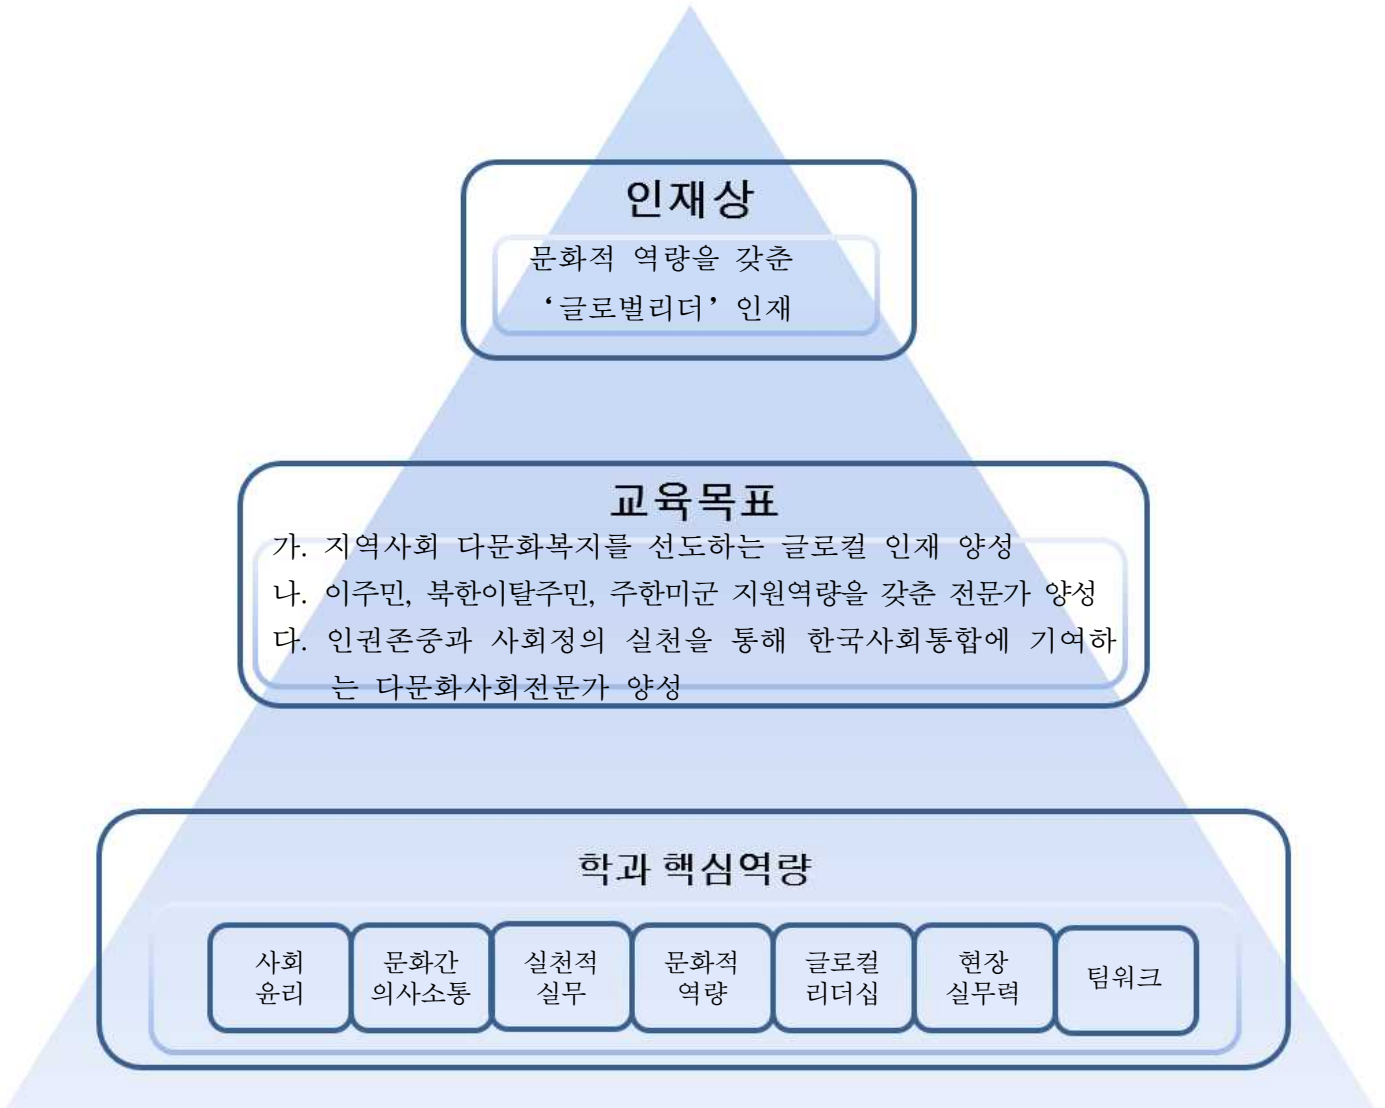 인재상
문화적 역량을 갖춘
‘글로벌리더’ 인재
교육목표
가. 지역사회 다문화복지를 선도하는 글로컬 인재 양성
나. 이주민, 북한이탈주민, 주한미군 지원역량을 갖춘 전문가 양성
다. 인권존중과 사회정의 실천을 통해 한국사회통합에 기여하
는 다문화사회전문가 양성
학과 핵심역량
사회
윤리
문화간
의사소통
실천적
실무
문화적
역량
글로컬
리더십
현장
실무력
팀워크